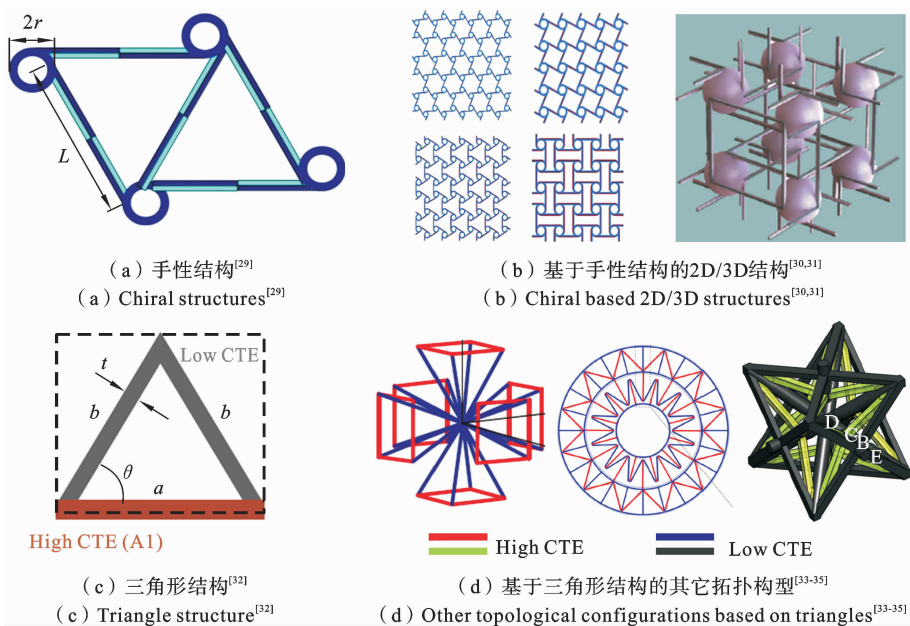 2r
L
(a)手性结构[29]
(a)Chiral structures[29]
(b)基于手性结构的2D/3D结构[30,31]
(b)Chiral based 2D/3D structures[30,31]
Low CTE
t
b
b
θ
a
High CTE (A1)
(c)三角形结构[32]
(c)Triangle structure[32]
D
C
B
E
High CTE
Low CTE
(d)基于三角形结构的其它拓扑构型[33-35]
(d)Other topological configurations based on triangles[33-35]